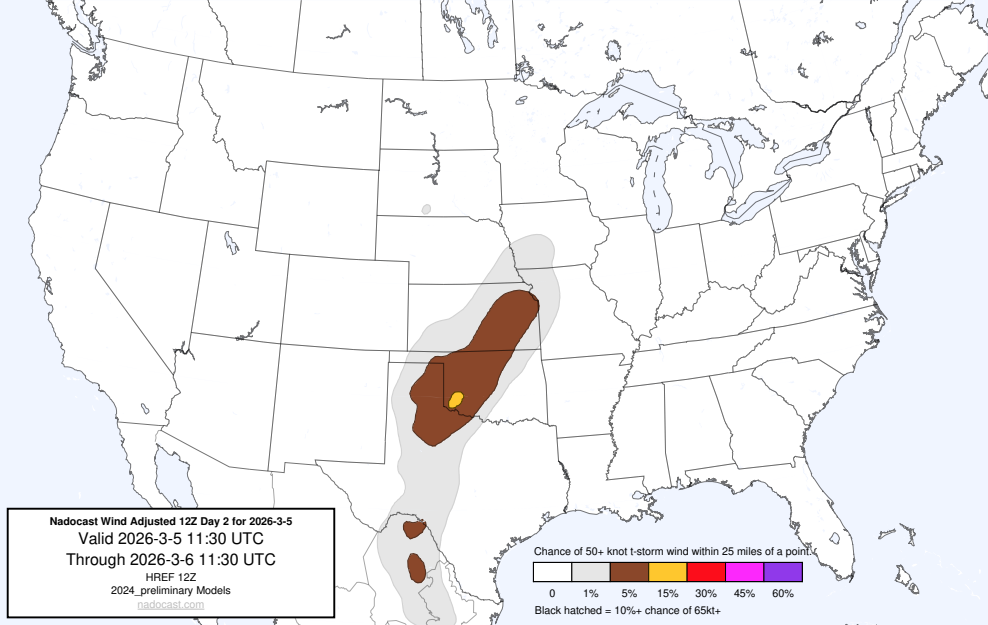 Nadocast Wind Adjusted 12Z Day 2 for 2026-3-5
Valid 2026-3-5 11:30 UTC
Through 2026-3-6 11:30 UTC
HREF 12Z
2024_preliminary Models
nadocast.com
Chance of 50+ knot t-storm wind within 25 miles of a point.
0 1% 5% 15% 30% 45% 60%
Black hatched = 10%+ chance of 65kt+